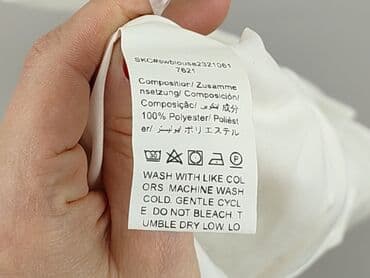 SKC#swblouse2321061
7621
Composition/ Zusamme
nsetzung/ Composición/
Composição/ تكوين/ 成分
100% Polyester/ Poliést
er/ بوليستر/ ポリエステル
WASH WITH LIKE COL
ORS. MACHINE WASH
COLD. GENTLE CYCL
E. DO NOT BLEACH. T
UMBLE DRY LOW. LO